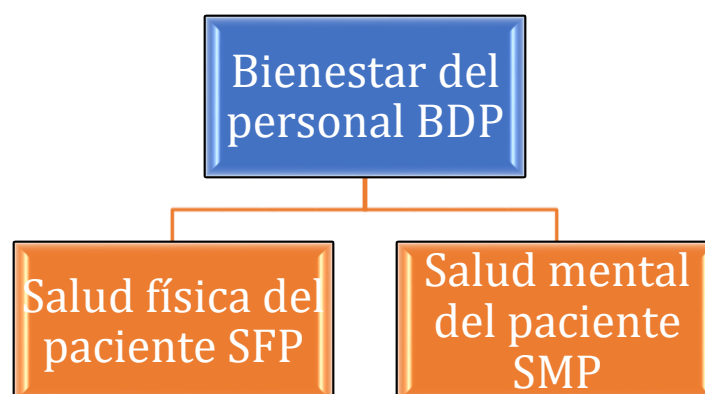 Bienestar del
personal BDP
Salud física del
paciente SFP
Salud mental
del paciente
SMP